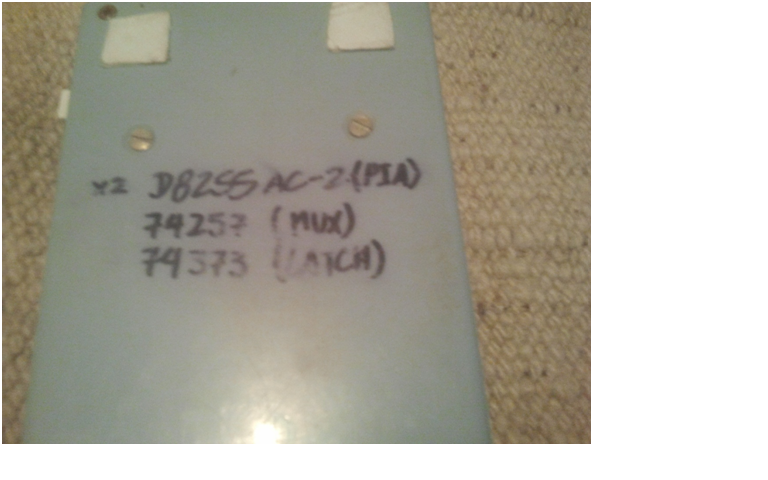 x2 D8255AC-2 (PIA)
74257 (MUX)
74373 (LATCH)